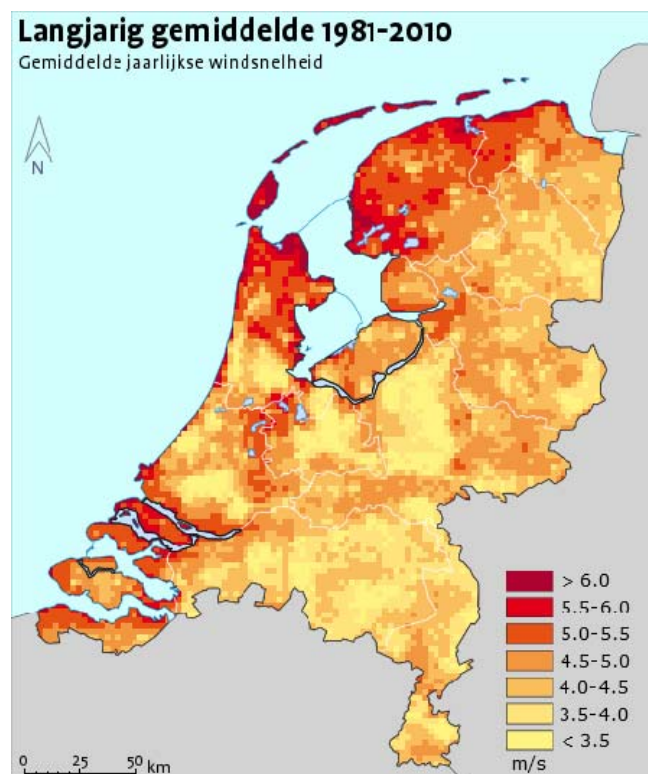 Langjarig gemiddelde 1981-2010
Gemiddelde jaarlijkse windsnelheid
N
> 6.0
5.5-6.0
5.0-5.5
4.5-5.0
4.0-4.5
3.5-4.0
< 3.5
m/s
0 25 50 km